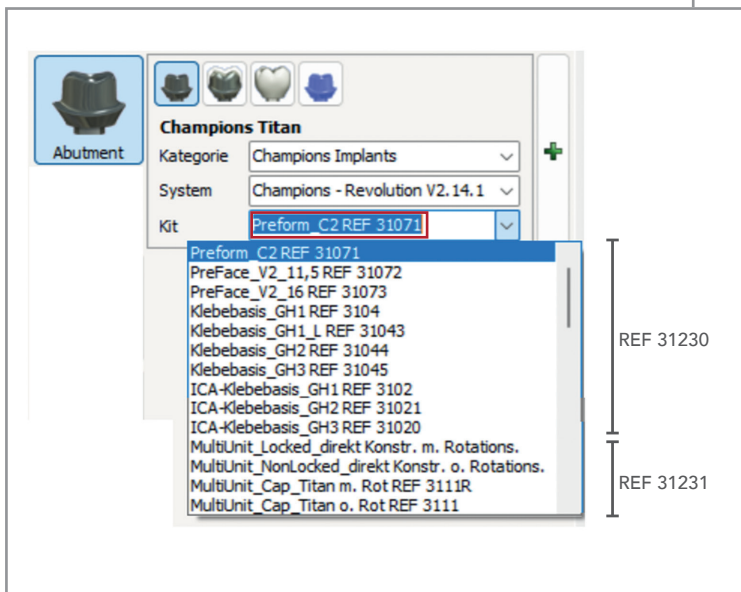 Abutment
Champions Titan
Kategorie Champions Implants
System Champions - Revolution V2.14.1
Kit Preform_C2 REF 31071
Preform_C2 REF 31071
PreFace_V2_11,5 REF 31072
PreFace_V2_16 REF 31073
Klebebasis_GH1 REF 3104
Klebebasis_GH1_L REF 31043
Klebebasis_GH2 REF 31044
Klebebasis_GH3 REF 31045
ICA-Klebebasis_GH1 REF 3102
ICA-Klebebasis_GH2 REF 31021
ICA-Klebebasis_GH3 REF 31020
MultiUnit_Locked_direkt Konstr. m. Rotations.
MultiUnit_NonLocked_direkt Konstr. o. Rotations.
MultiUnit_Cap_Titan m. Rot REF 3111R
MultiUnit_Cap_Titan o. Rot REF 3111
REF 31230
REF 31231